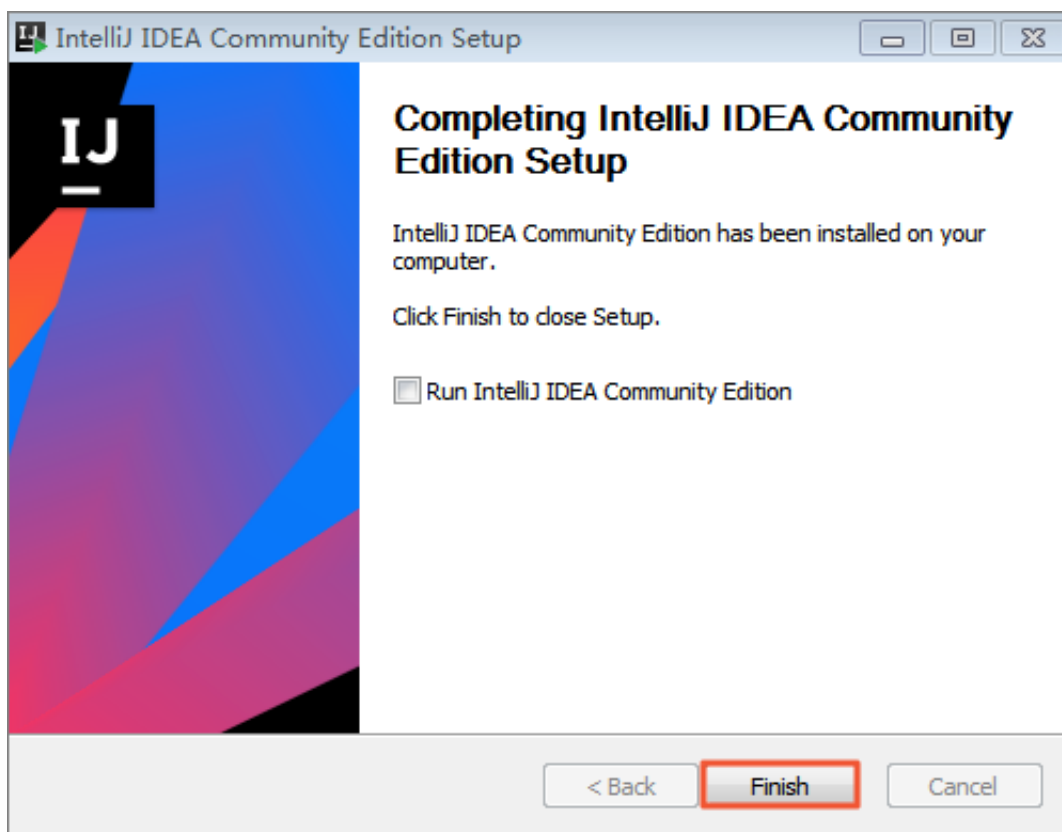 IntelliJ IDEA Community Edition Setup
IJ
Completing IntelliJ IDEA Community
Edition Setup
IntelliJ IDEA Community Edition has been installed on your
computer.
Click Finish to close Setup.
Run IntelliJ IDEA Community Edition
< Back
Finish
Cancel